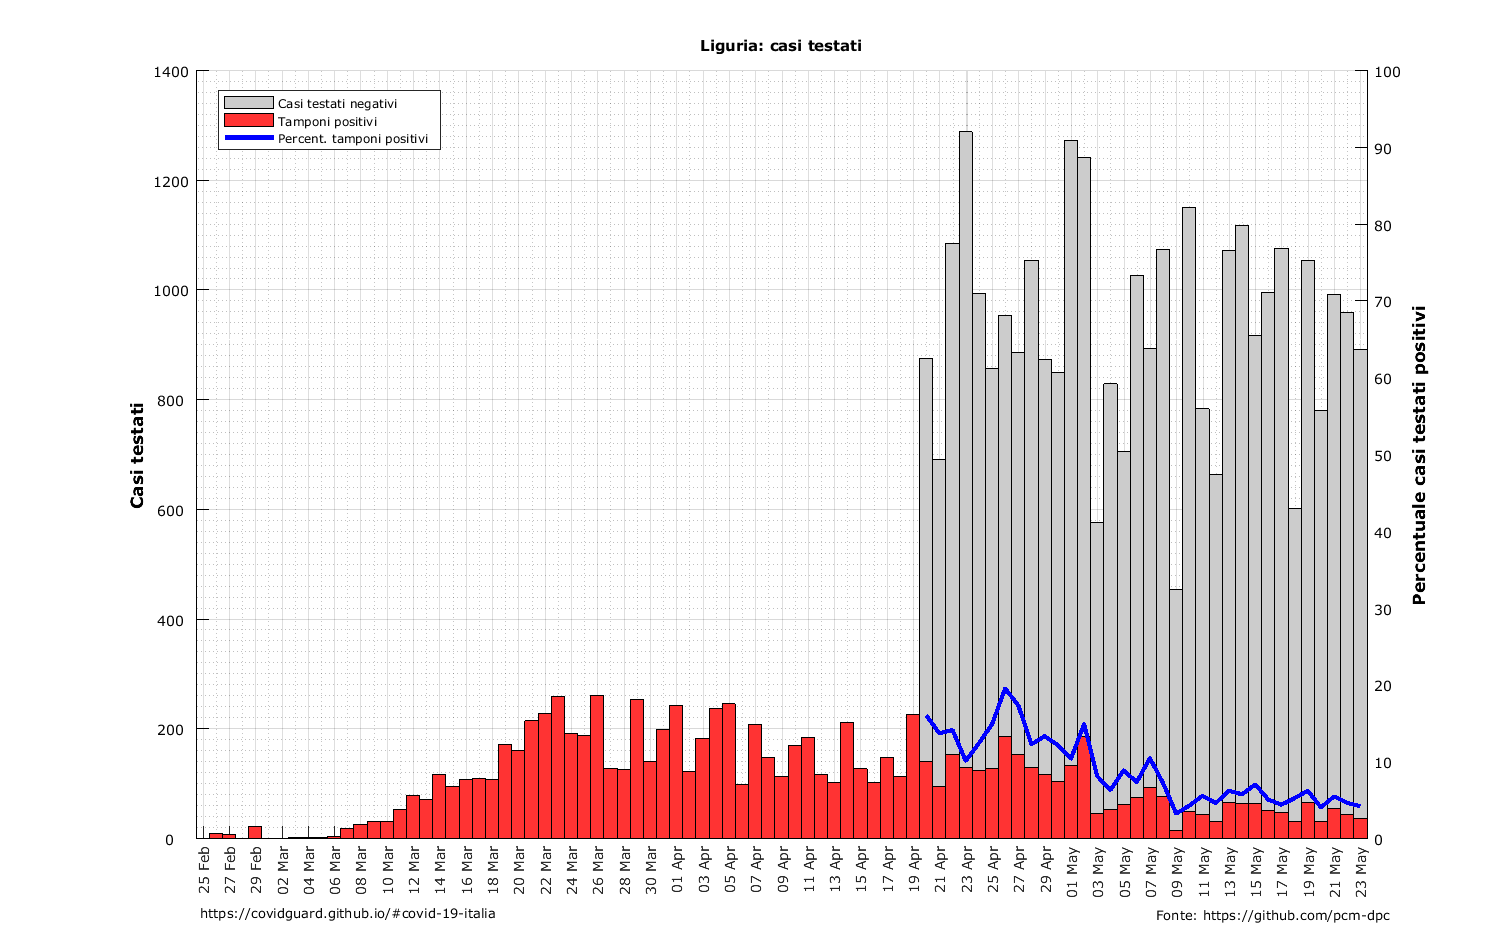 Liguria: casi testati
Casi testati negativi
Tamponi positivi
Percent. tamponi positivi
Casi testati
1400
1200
1000
800
600
400
200
0
Percentuale casi testati positivi
100
90
80
70
60
50
40
30
20
10
0
25 Feb
27 Feb
29 Feb
02 Mar
04 Mar
06 Mar
08 Mar
10 Mar
12 Mar
14 Mar
16 Mar
18 Mar
20 Mar
22 Mar
24 Mar
26 Mar
28 Mar
30 Mar
01 Apr
03 Apr
05 Apr
07 Apr
09 Apr
11 Apr
13 Apr
15 Apr
17 Apr
19 Apr
21 Apr
23 Apr
25 Apr
27 Apr
29 Apr
01 May
03 May
05 May
07 May
09 May
11 May
13 May
15 May
17 May
19 May
21 May
23 May
https://covidguard.github.io/#covid-19-italia
Fonte: https://github.com/pcm-dpc